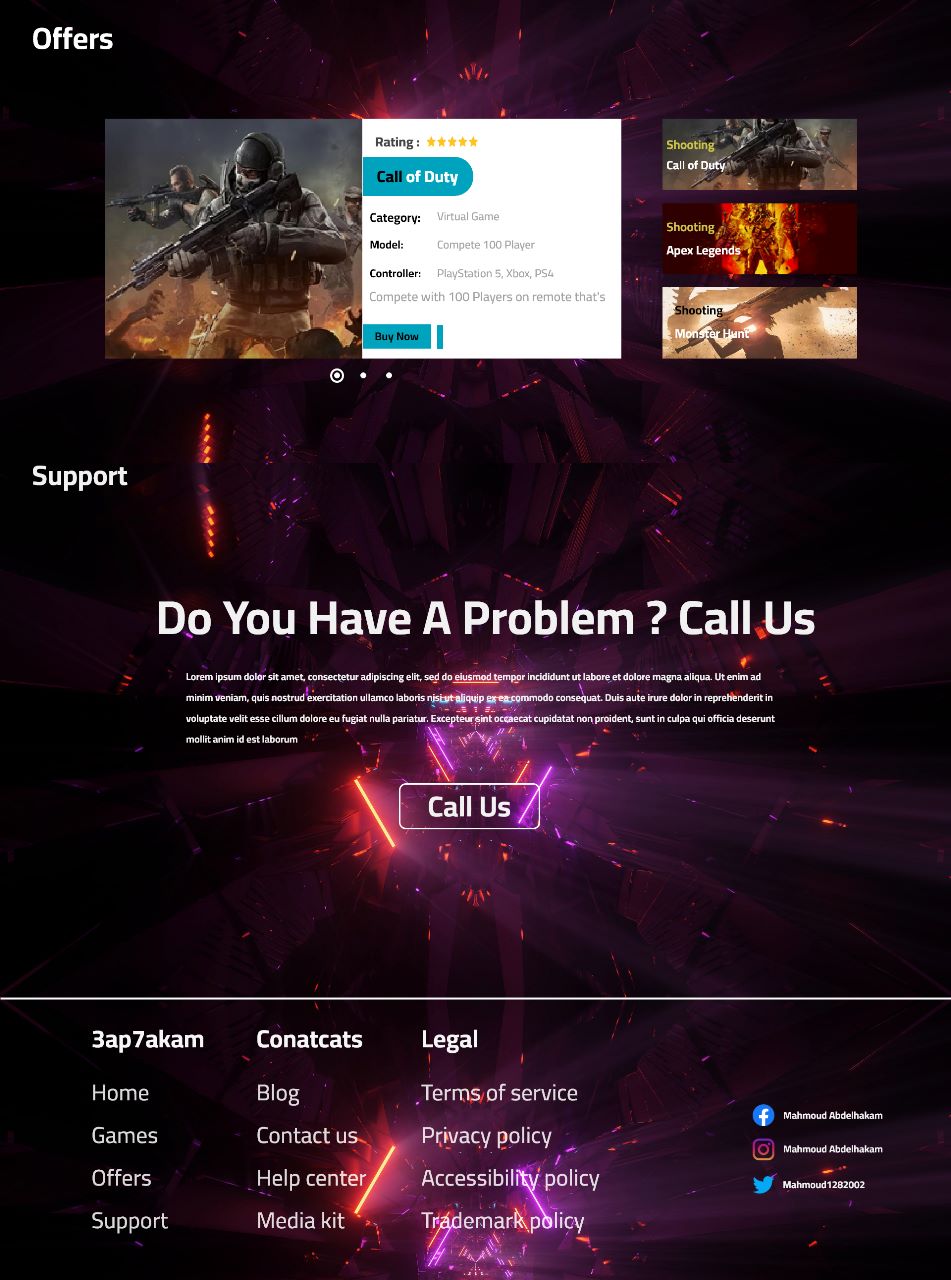 Offers
Rating :
Call of Duty
Category: Virtual Game
Model: Compete 100 Player
Controller: PlayStation 5, Xbox, PS4
Compete with 100 Players on remote that's
Buy Now
Shooting
Call of Duty
Shooting
Apex Legends
Shooting
Monster Hunt
Support
Do You Have A Problem ? Call Us
Lorem ipsum dolor sit amet, consectetur adipiscing elit, sed do eiusmod tempor incididunt ut labore et dolore magna aliqua. Ut enim ad
minim veniam, quis nostrud exercitation ullamco laboris nisi ut aliquip ex ea commodo consequat. Duis aute irure dolor in reprehenderit in
voluptate velit esse cillum dolore eu fugiat nulla pariatur. Excepteur sint occaecat cupidatat non proident, sunt in culpa qui officia deserunt
mollit anim id est laborum
Call Us
3ap7akam
Home
Games
Offers
Support
Conatcats
Blog
Contact us
Help center
Media kit
Legal
Terms of service
Privacy policy
Accessibility policy
Trademark policy
Mahmoud Abdelhakam
Mahmoud Abdelhakam
Mahmoud1282002